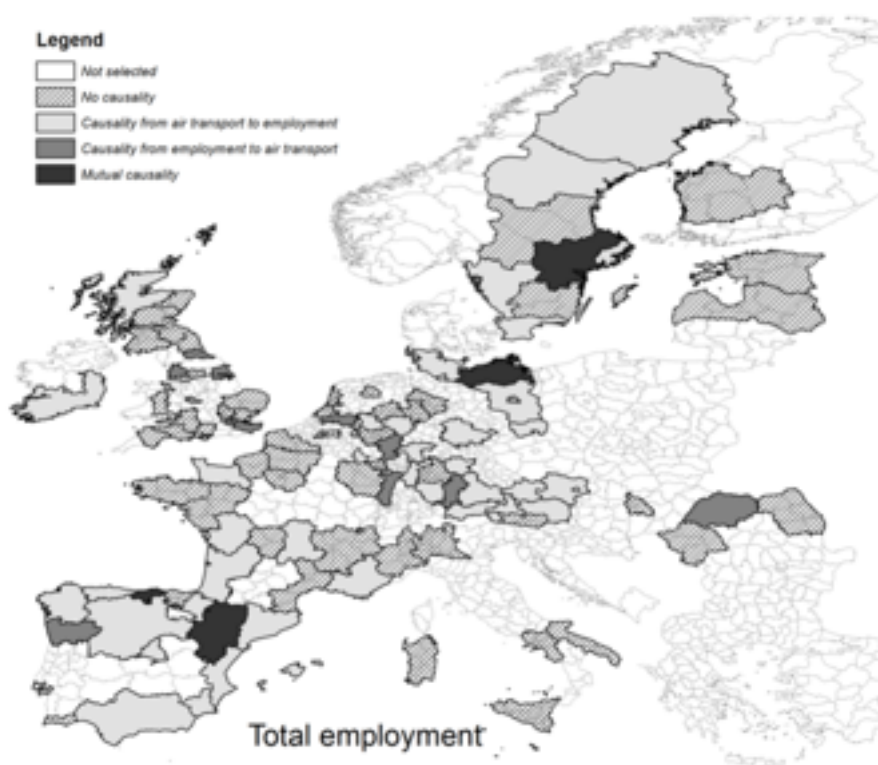 Legend
Not selected
No causality
Causality from air transport to employment
Causality from employment to air transport
Mutual causality
Total employment